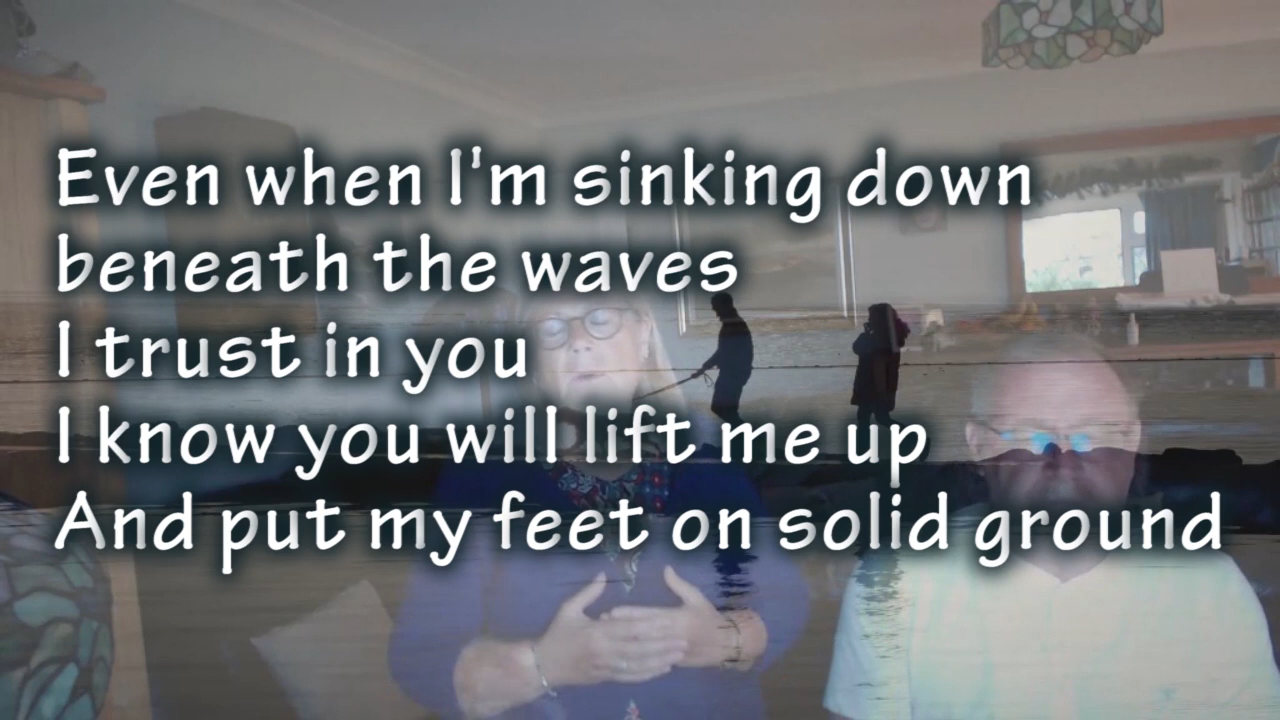 Even when I'm sinking down
beneath the waves
I trust in you
I know you will lift me up
And put my feet on solid ground